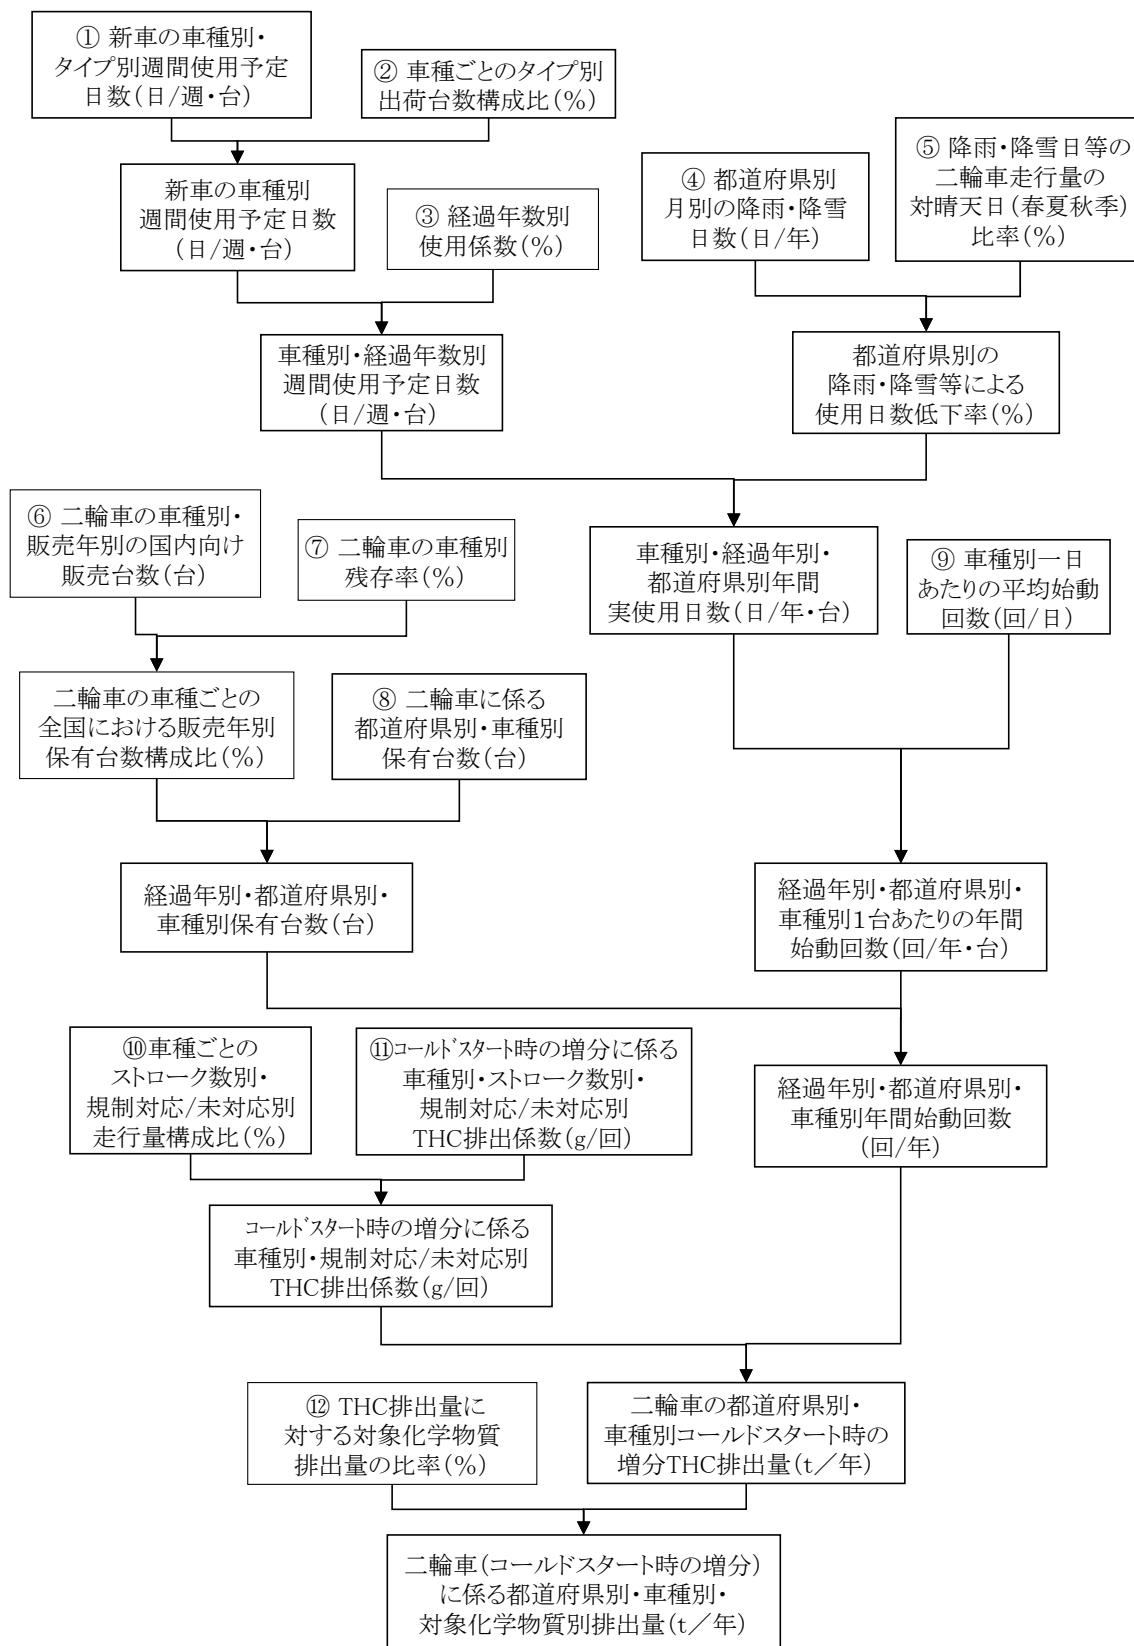 ① 新車の車種別・
タイプ別週間使用予定
日数(日/週・台)
② 車種ごとのタイプ別
出荷台数構成比(%)
新車の車種別
週間使用予定日数
(日/週・台)
③ 経過年数別
使用係数(%)
④ 都道府県別
月別の降雨・降雪
日数(日/年)
⑤ 降雨・降雪日等の
二輪車走行量の
対晴天日(春夏秋季)
比率(%)
車種別・経過年数別
週間使用予定日数
(日/週・台)
都道府県別の
降雨・降雪等による
使用日数低下率(%)
⑥ 二輪車の車種別・
販売年別の国内向け
販売台数(台)
⑦ 二輪車の車種別
残存率(%)
車種別・経過年別・
都道府県別年間
実使用日数(日/年・台)
⑨ 車種別一日
あたりの平均始動
回数(回/日)
二輪車の車種ごとの
全国における販売年別
保有台数構成比(%)
⑧ 二輪車に係る
都道府県別・車種別
保有台数(台)
経過年別・都道府県別・
車種別保有台数(台)
経過年別・都道府県別・
車種別1台あたりの年間
始動回数(回/年・台)
⑩車種ごとの
ストローク数別・
規制対応/未対応別
走行量構成比(%)
⑪コールドスタート時の増分に係る
車種別・ストローク数別・
規制対応/未対応別
THC排出係数(g/回)
経過年別・都道府県別・
車種別年間始動回数
(回/年)
コールドスタート時の増分に係る
車種別・規制対応/未対応別
THC排出係数(g/回)
⑫ THC排出量に
対する対象化学物質
排出量の比率(%)
二輪車の都道府県別・
車種別コールドスタート時の
増分THC排出量(t/年)
二輪車(コールドスタート時の増分)
に係る都道府県別・車種別・
対象化学物質別排出量(t/年)